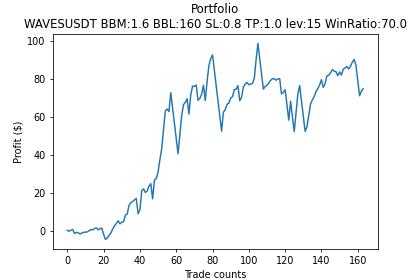 Portfolio
WAVESUSDT BBM:1.6 BBL:160 SL:0.8 TP:1.0 lev:15 WinRatio:70.0
100
80
60
40
20
0
Profit ($)
0 20 40 60 80 100 120 140 160
Trade counts